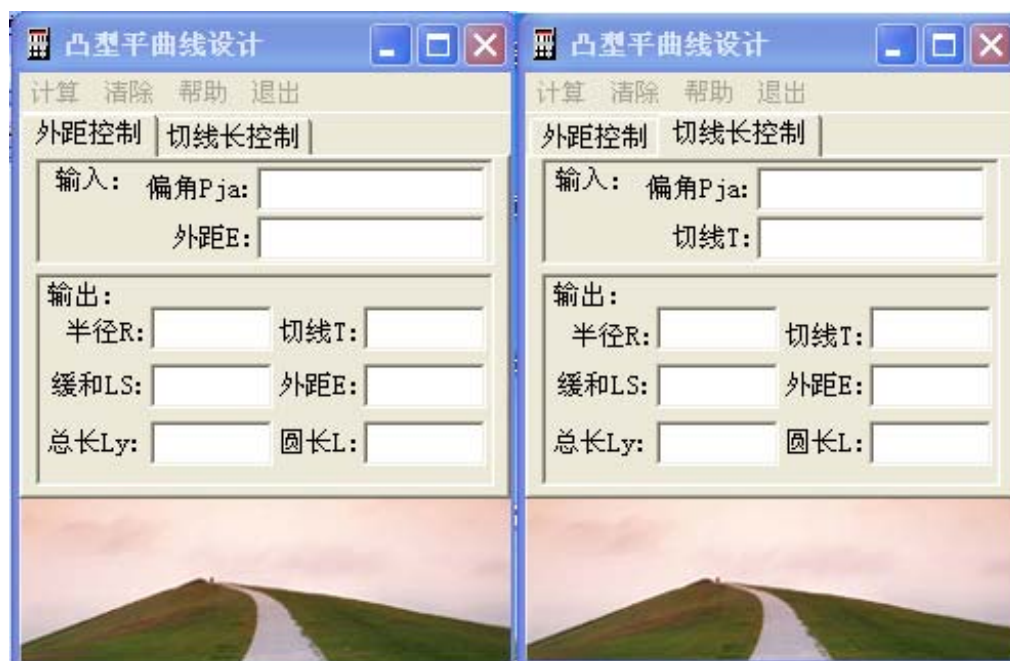 凸型平曲线设计
计算 清除 帮助 退出
外距控制 切线长控制
输入: 偏角Pja:
外距E:
输出:
半径R: 切线T:
缓和LS: 外距E:
总长Ly: 圆长L:
凸型平曲线设计
计算 清除 帮助 退出
外距控制 切线长控制
输入: 偏角Pja:
切线T:
输出:
半径R: 切线T:
缓和LS: 外距E:
总长Ly: 圆长L: